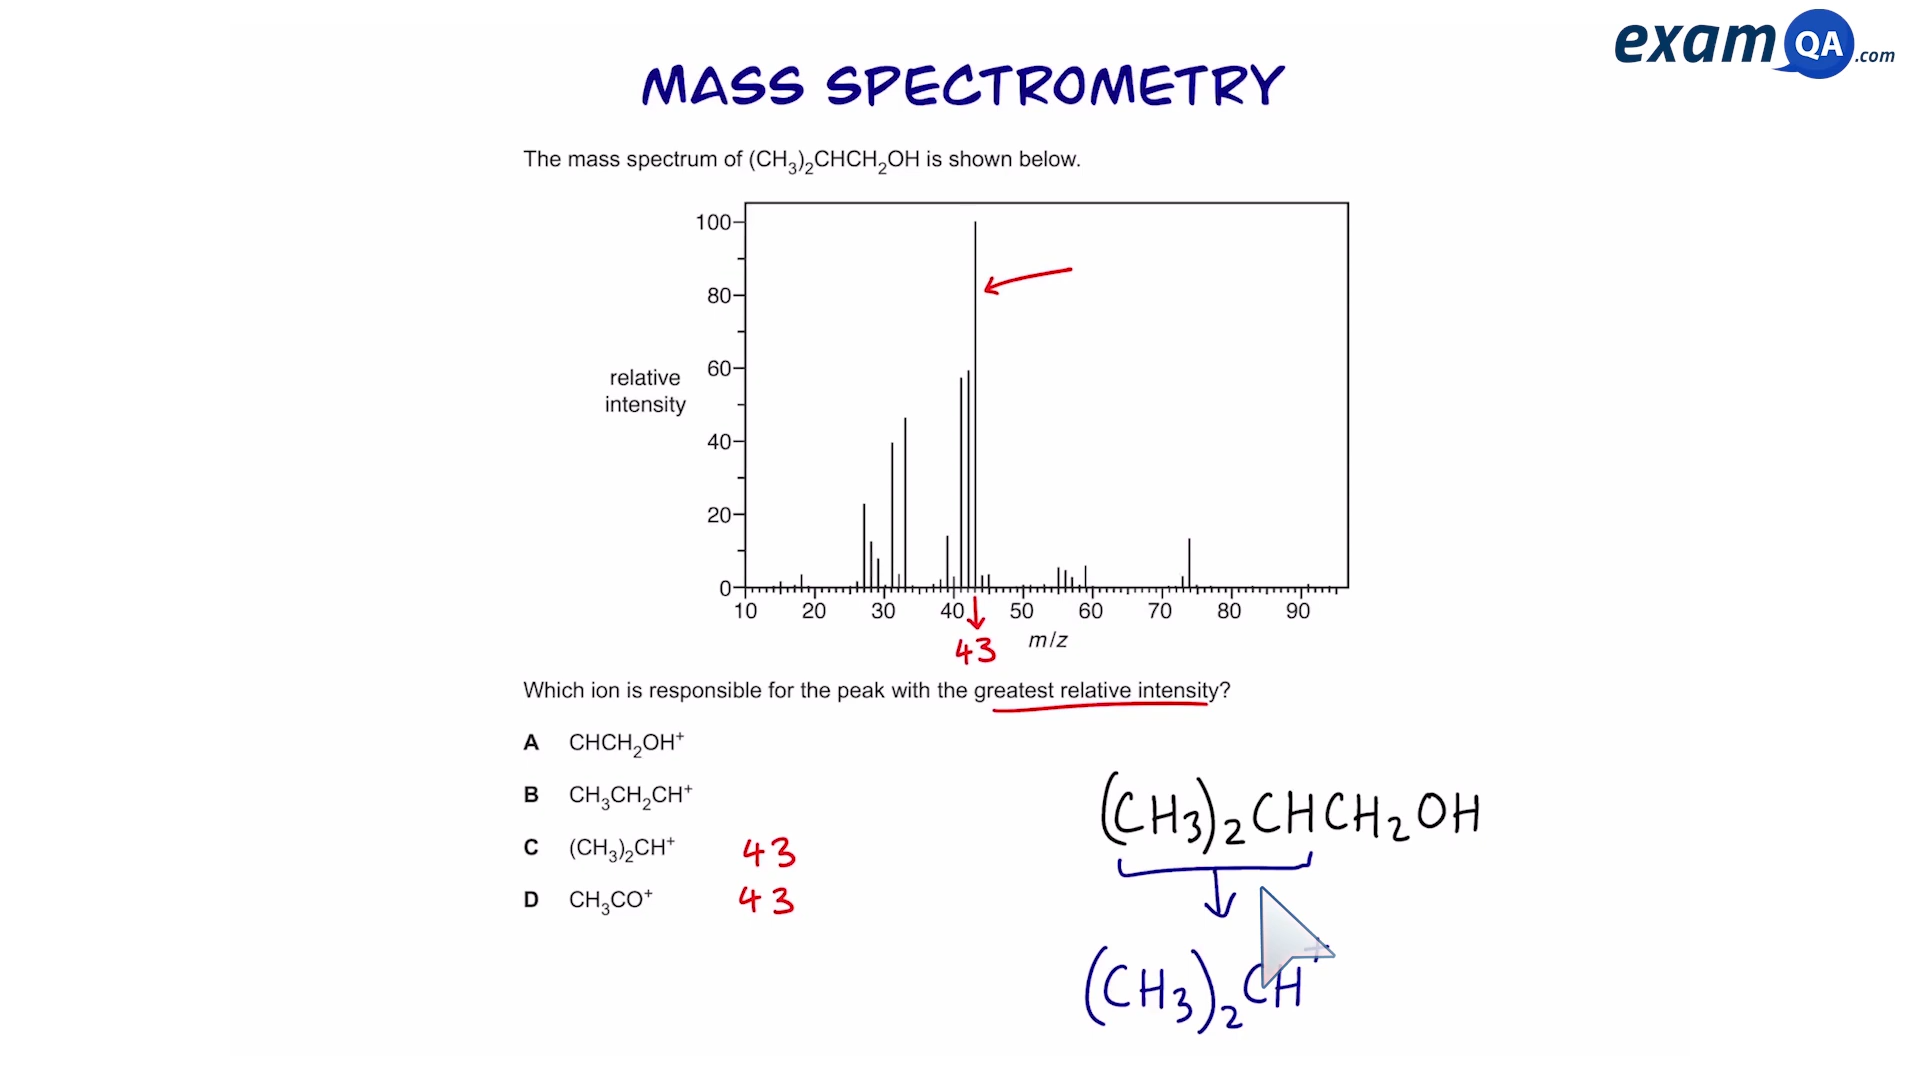 exam QA .com
MASS SPECTROMETRY
The mass spectrum of (CH₃)₂CHCH₂OH is shown below.
100
80
60
40
20
0
relative
intensity
10 20 30 40 50 60 70 80 90
43
m/z
Which ion is responsible for the peak with the greatest relative intensity?
A CHCH₂OH⁺
B CH₃CH₂CH⁺
C (CH₃)₂CH⁺ 43
D CH₃CO⁺ 43
(CH₃)₂CHCH₂OH
(CH₃)₂CH⁺